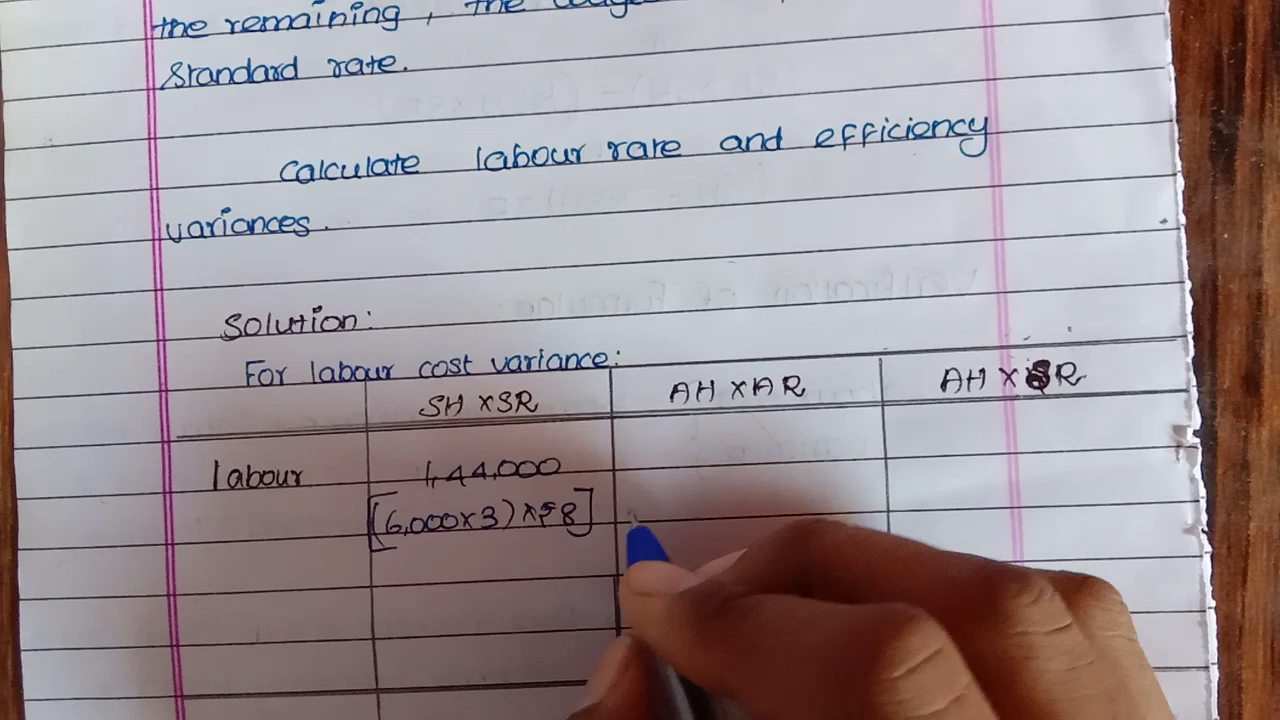 the remaining, the
Standard rate.
Calculate labour rate and efficiency
variances.
Solution:
For labour cost variance:
SH X SR AH X AR AH X SR
labour 1,44,000
[(6,000 x 3) x ₹8]